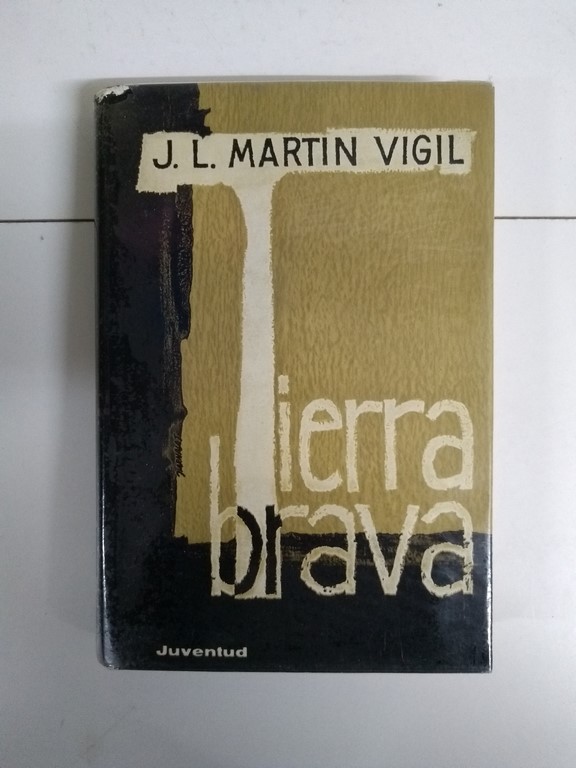 J. L. MARTIN VIGIL
Tierra
brava
Juventud